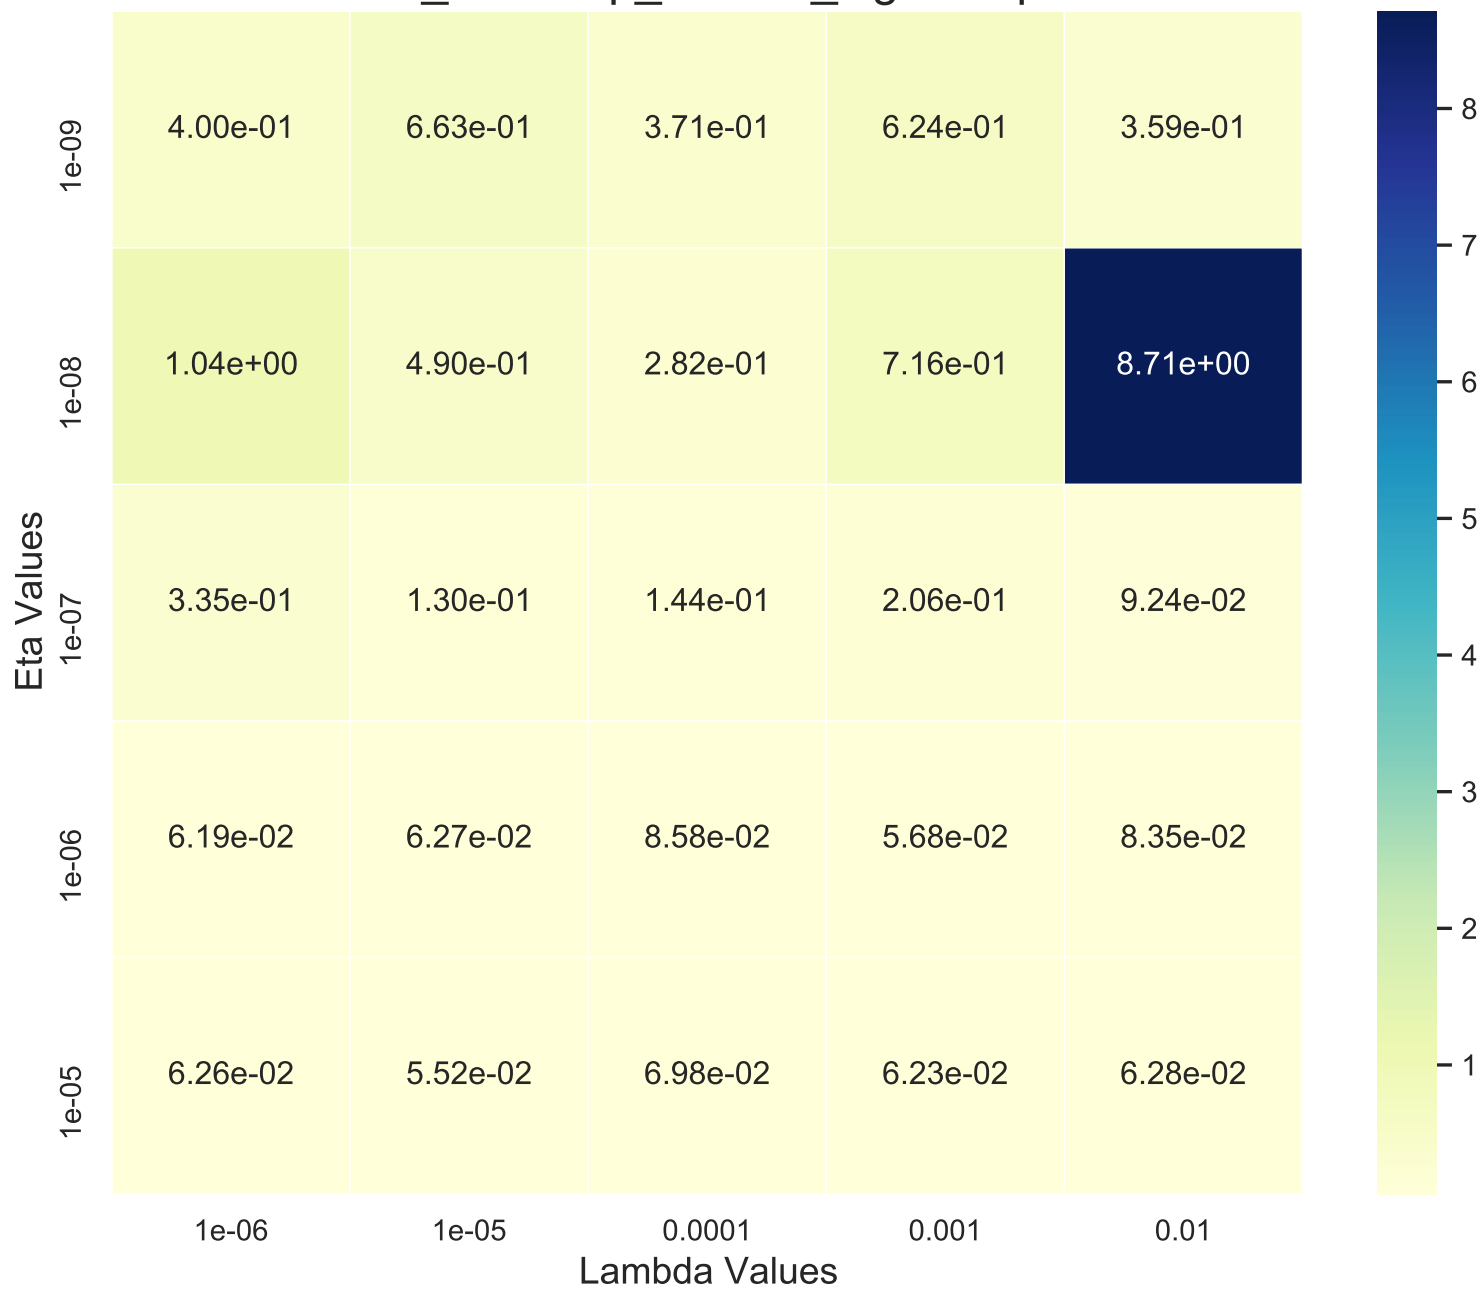 1e-09 4.00e-01 6.63e-01 3.71e-01 6.24e-01 3.59e-01
1e-08 1.04e+00 4.90e-01 2.82e-01 7.16e-01 8.71e+00
1e-07 3.35e-01 1.30e-01 1.44e-01 2.06e-01 9.24e-02
1e-06 6.19e-02 6.27e-02 8.58e-02 5.68e-02 8.35e-02
1e-05 6.26e-02 5.52e-02 6.98e-02 6.23e-02 6.28e-02
Eta Values
1e-06 1e-05 0.0001 0.001 0.01
Lambda Values
8
7
6
5
4
3
2
1